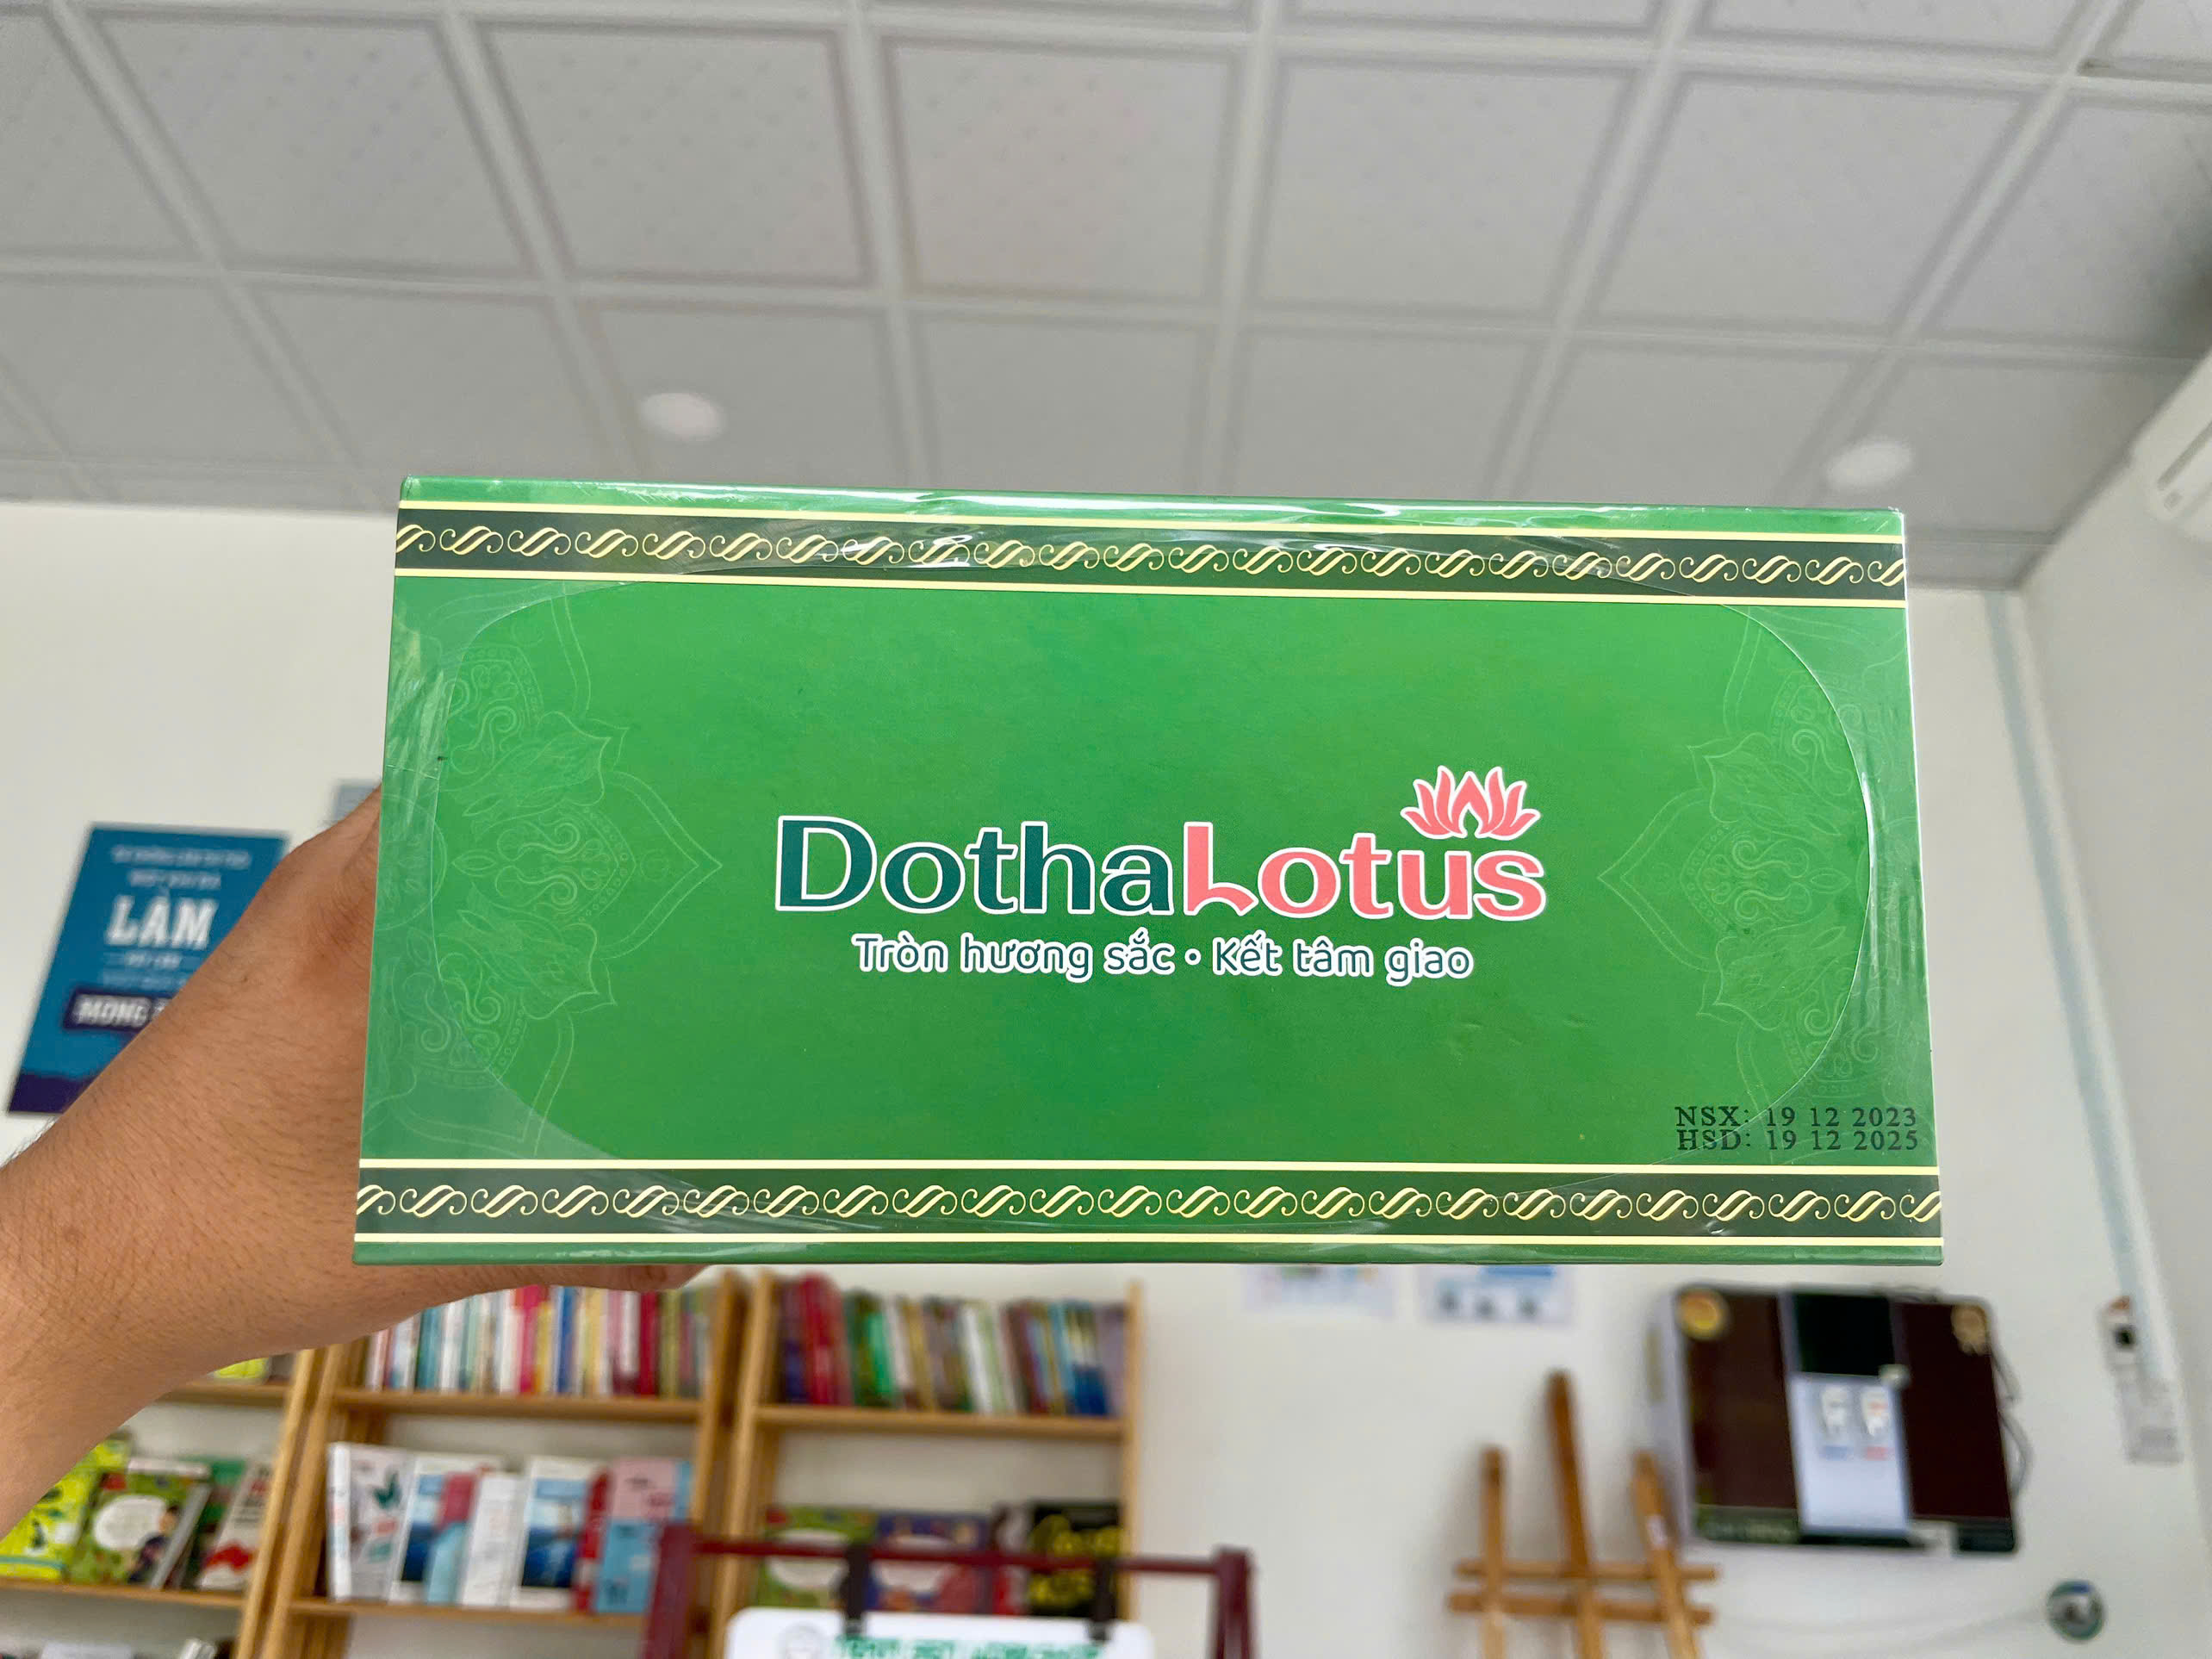 DothaLotus
Tròn hương sắc • Kết tâm giao
NSX: 19 12 2023
HSD: 19 12 2025
LÀM